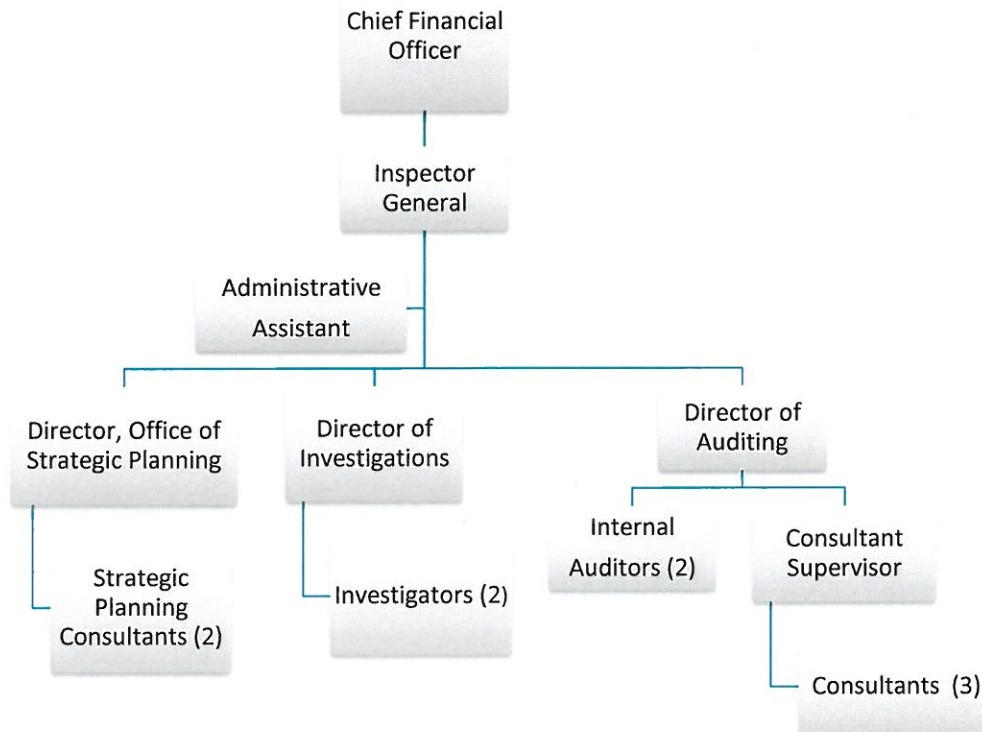 Chief Financial
Officer
Inspector
General
Administrative
Assistant
Director, Office of
Strategic Planning
Director of
Investigations
Director of
Auditing
Strategic
Planning
Consultants (2)
Investigators (2)
Internal
Auditors (2)
Consultant
Supervisor
Consultants (3)